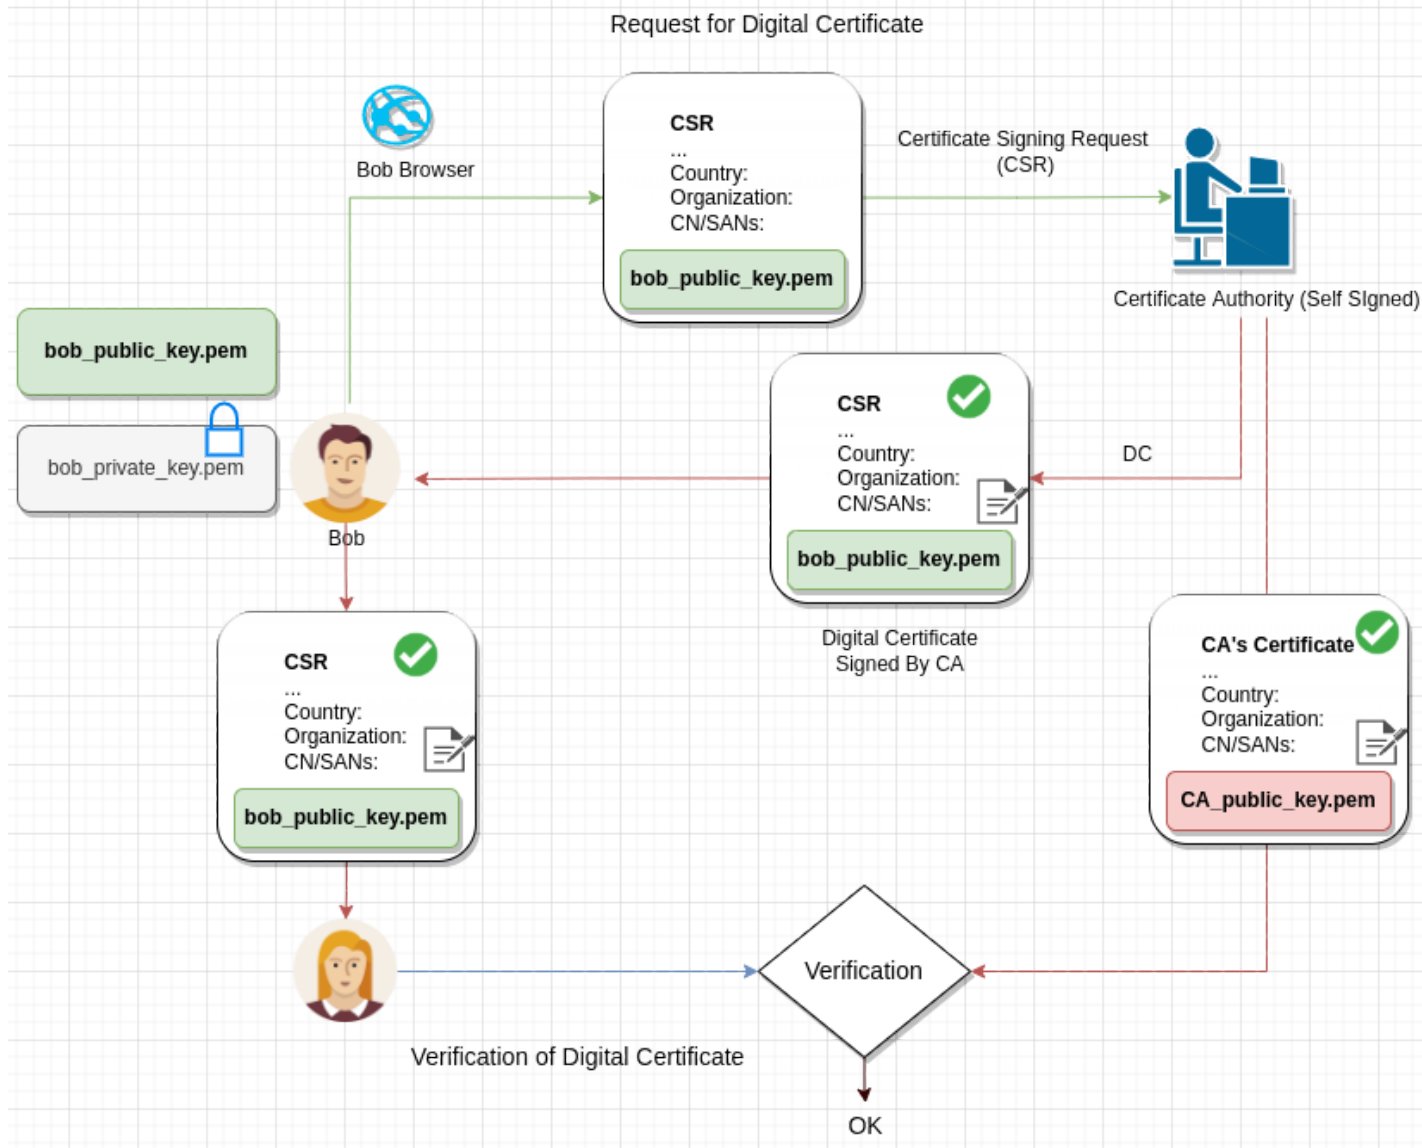 Request for Digital Certificate
Bob Browser
CSR
...
Country:
Organization:
CN/SANs:
bob_public_key.pem
Certificate Signing Request
(CSR)
Certificate Authority (Self SIgned)
bob_public_key.pem
bob_private_key.pem
Bob
CSR
...
Country:
Organization:
CN/SANs:
bob_public_key.pem
DC
Digital Certificate
Signed By CA
CSR
...
Country:
Organization:
CN/SANs:
bob_public_key.pem
CA's Certificate
...
Country:
Organization:
CN/SANs:
CA_public_key.pem
Verification
Verification of Digital Certificate
OK